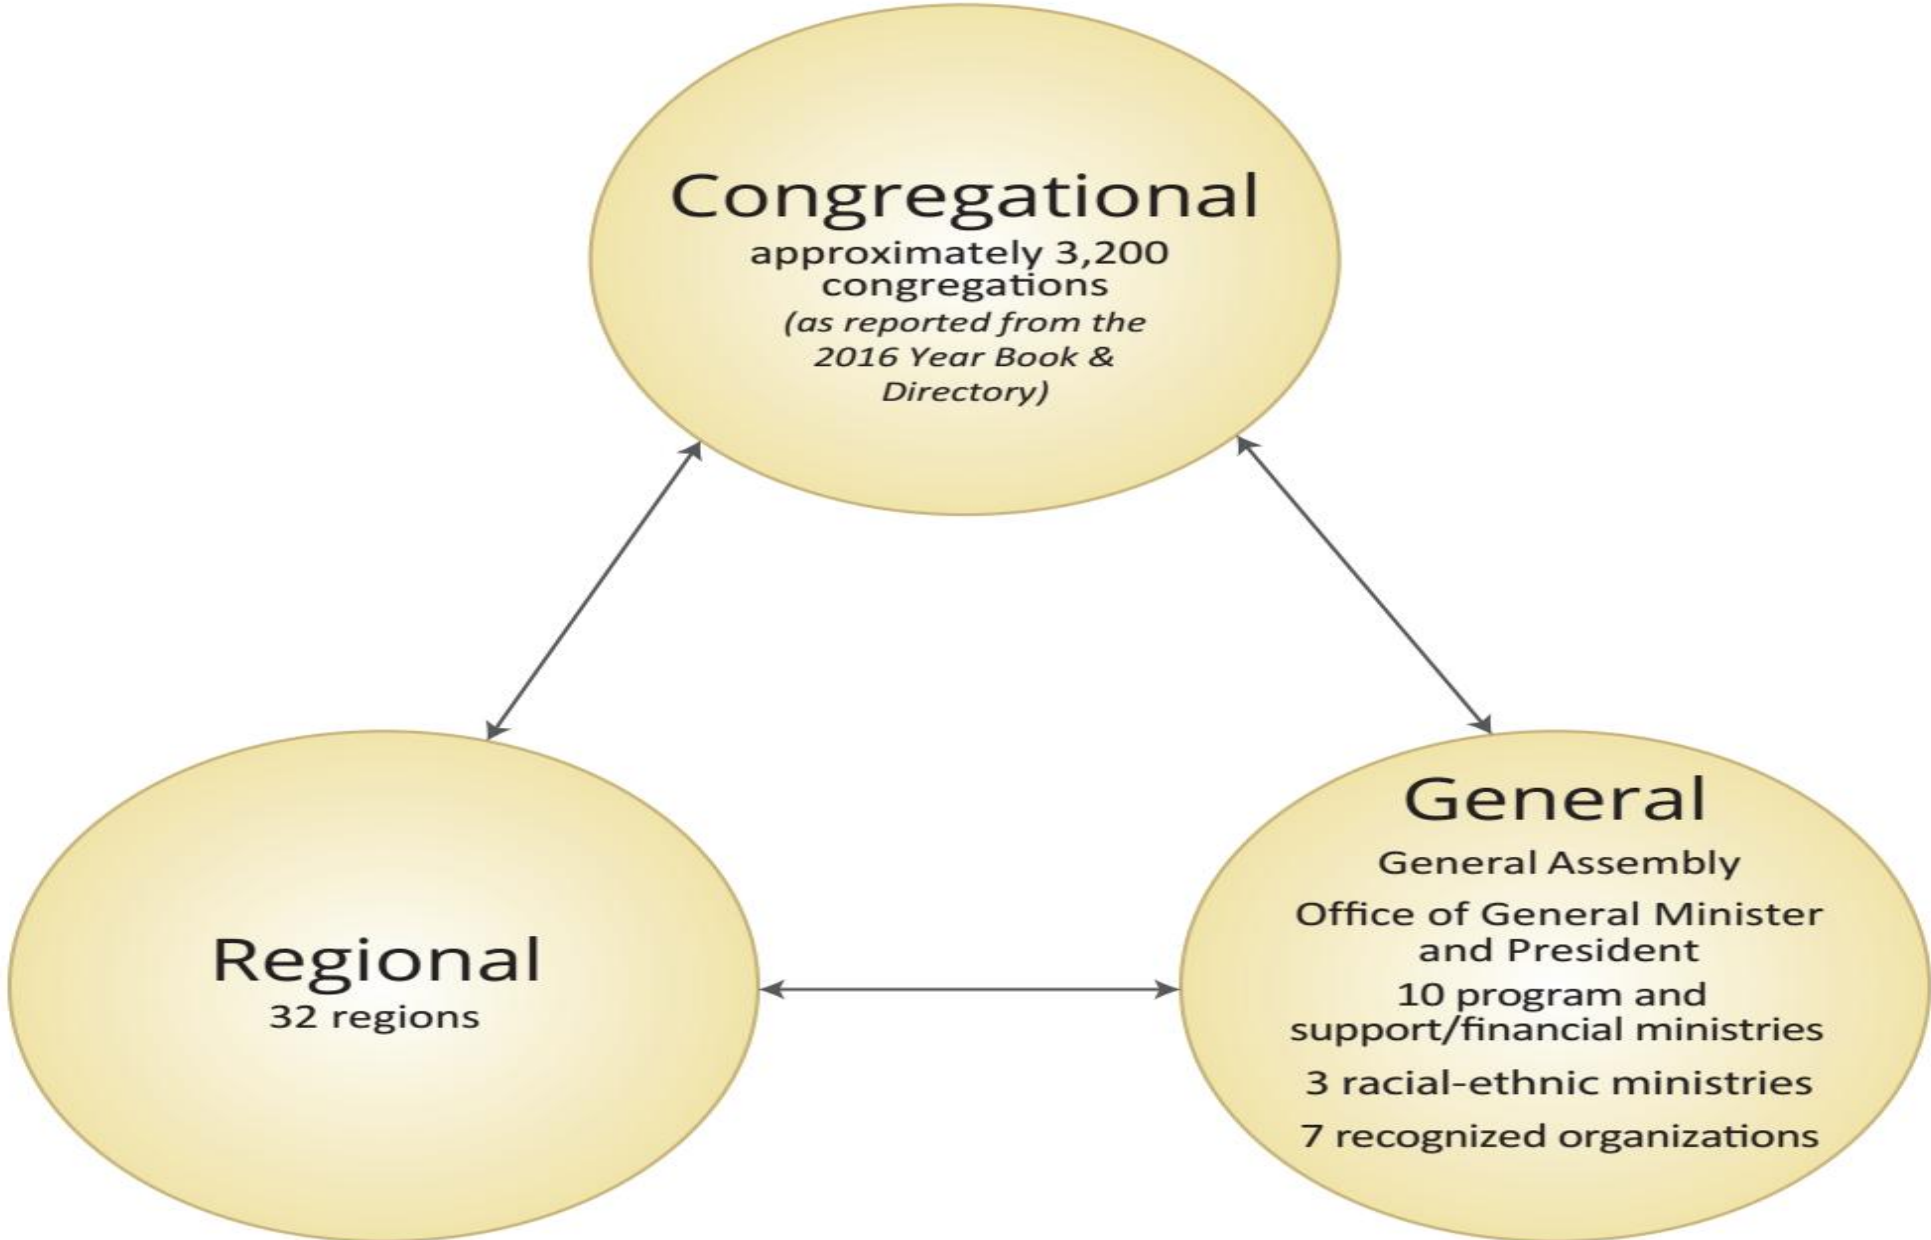 Congregational
approximately 3,200
congregations
(as reported from the
2016 Year Book &
Directory)
Regional
32 regions
General
General Assembly
Office of General Minister
and President
10 program and
support/financial ministries
3 racial-ethnic ministries
7 recognized organizations